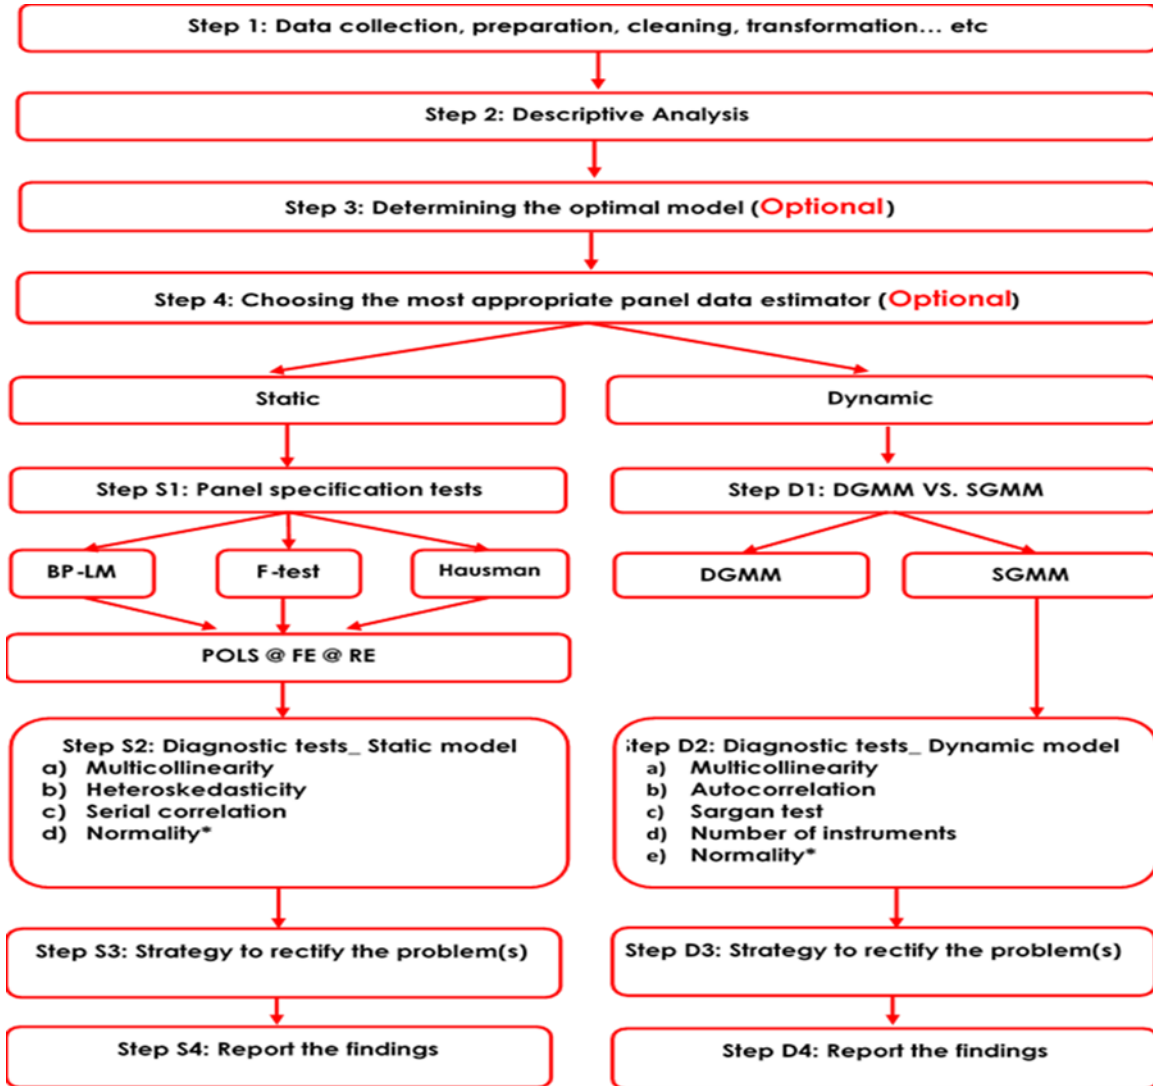 Step 1: Data collection, preparation, cleaning, transformation... etc
Step 2: Descriptive Analysis
Step 3: Determining the optimal model (Optional)
Step 4: Choosing the most appropriate panel data estimator (Optional)
Static
Dynamic
Step S1: Panel specification tests
Step D1: DGMM VS. SGMM
BP-LM
F-test
Hausman
DGMM
SGMM
POLS @ FE @ RE
Step S2: Diagnostic tests_ Static model
a) Multicollinearity
b) Heteroskedasticity
c) Serial correlation
d) Normality*
Step D2: Diagnostic tests_ Dynamic model
a) Multicollinearity
b) Autocorrelation
c) Sargan test
d) Number of instruments
e) Normality*
Step S3: Strategy to rectify the problem(s)
Step D3: Strategy to rectify the problem(s)
Step S4: Report the findings
Step D4: Report the findings